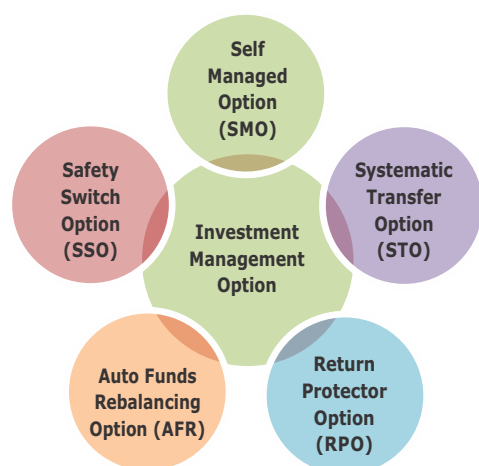 Self
Managed
Option
(SMO)
Safety
Switch
Option
(SSO)
Systematic
Transfer
Option
(STO)
Investment
Management
Option
Auto Funds
Rebalancing
Option (AFR)
Return
Protector
Option
(RPO)